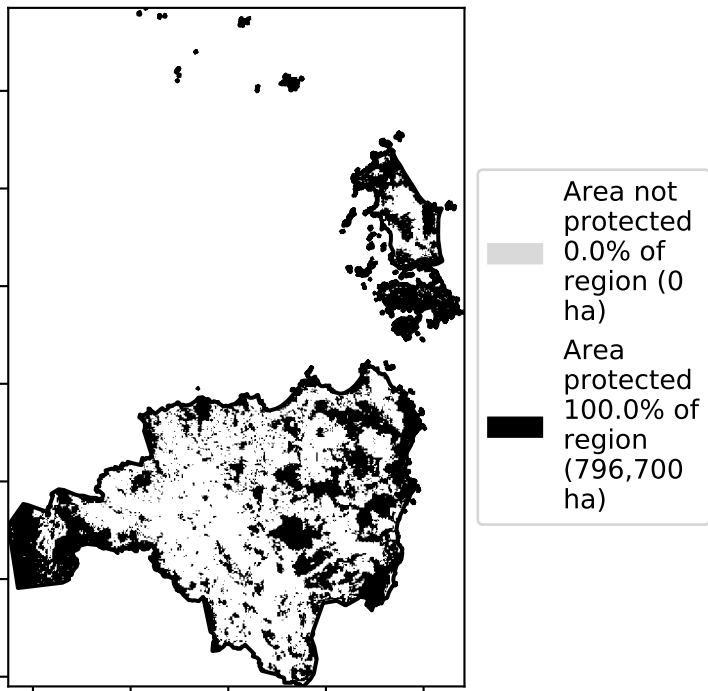 Area not
protected
0.0% of
region (0
ha)
Area
protected
100.0% of
region
(796,700
ha)